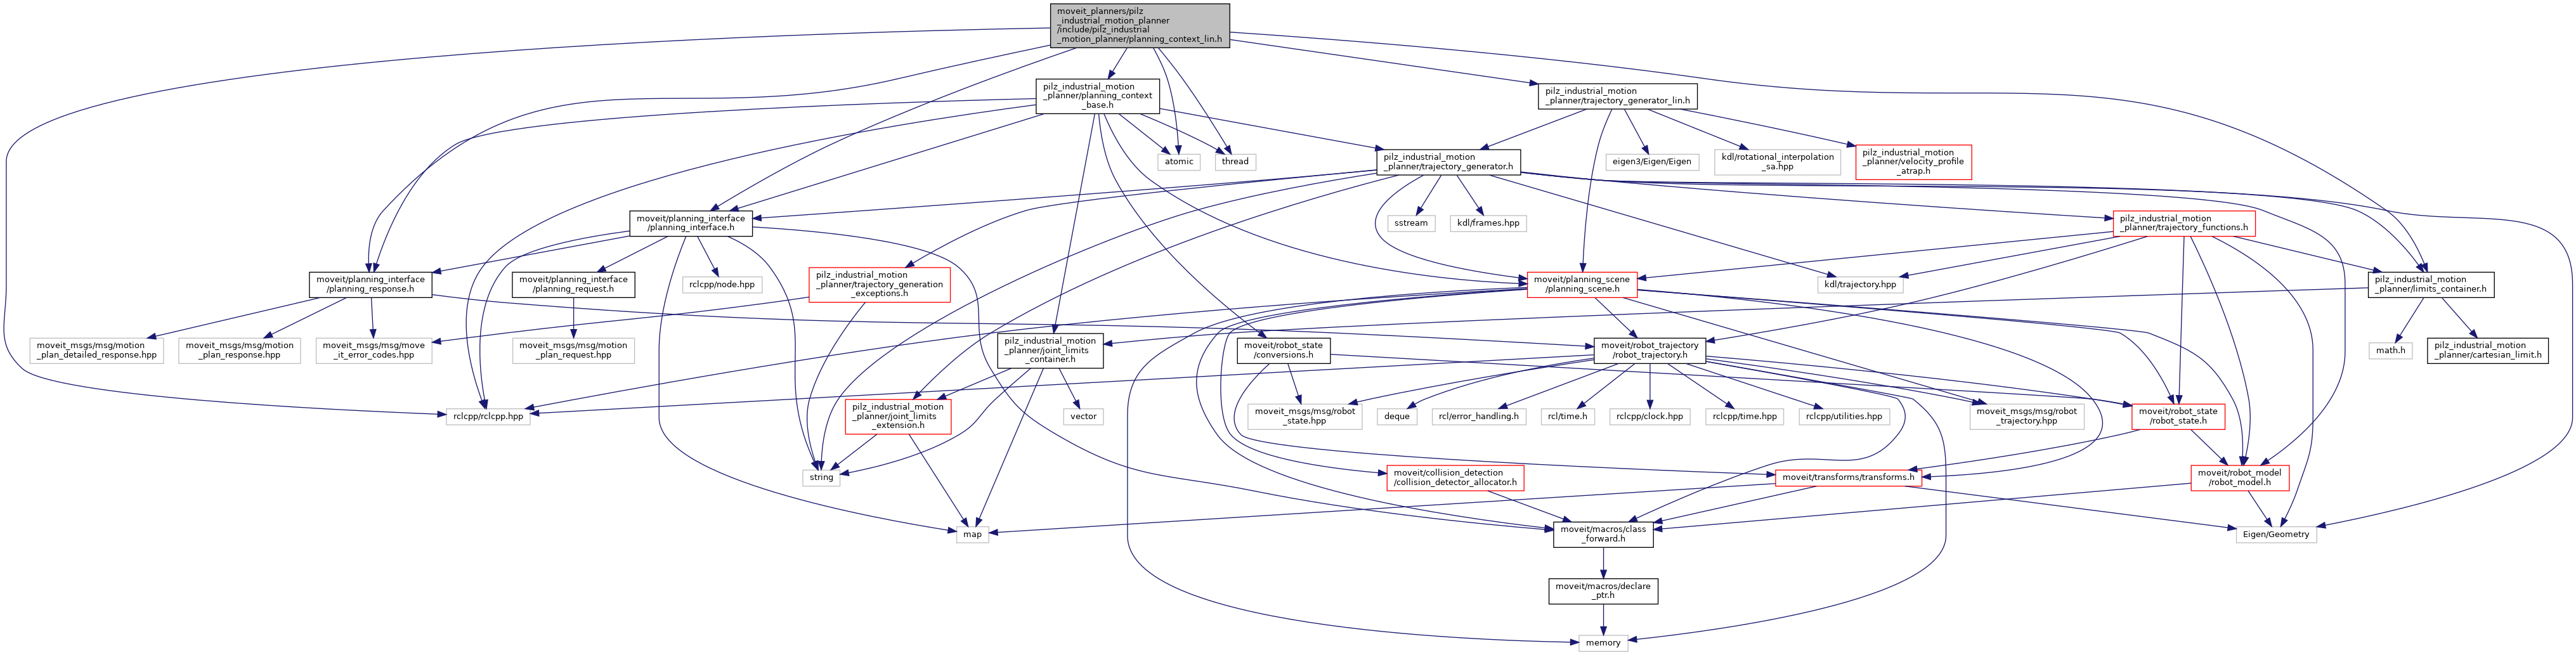 moveit_planners/pilz
_industrial_motion_planner
/include/pilz_industrial
_motion_planner/planning_context_lin.h
pilz_industrial_motion
_planner/planning_context
_base.h
pilz_industrial_motion
_planner/trajectory_generator_lin.h
atomic
thread
pilz_industrial_motion
_planner/trajectory_generator.h
eigen3/Eigen/Eigen
kdl/rotational_interpolation
_sa.hpp
pilz_industrial_motion
_planner/velocity_profile
_atrap.h
moveit/planning_interface
/planning_interface.h
sstream
kdl/frames.hpp
pilz_industrial_motion
_planner/trajectory_functions.h
moveit/planning_interface
/planning_response.h
moveit/planning_interface
/planning_request.h
rclcpp/node.hpp
pilz_industrial_motion
_planner/trajectory_generation
_exceptions.h
moveit/planning_scene
/planning_scene.h
kdl/trajectory.hpp
pilz_industrial_motion
_planner/limits_container.h
moveit_msgs/msg/motion
_plan_detailed_response.hpp
moveit_msgs/msg/motion
_plan_response.hpp
moveit_msgs/msg/move
_it_error_codes.hpp
moveit_msgs/msg/motion
_plan_request.hpp
pilz_industrial_motion
_planner/joint_limits
_container.h
moveit/robot_state
/conversions.h
moveit/robot_trajectory
/robot_trajectory.h
math.h
pilz_industrial_motion
_planner/cartesian_limit.h
rclcpp/rclcpp.hpp
pilz_industrial_motion
_planner/joint_limits
_extension.h
vector
moveit_msgs/msg/robot
_state.hpp
deque
rcl/error_handling.h
rcl/time.h
rclcpp/clock.hpp
rclcpp/time.hpp
rclcpp/utilities.hpp
moveit_msgs/msg/robot
_trajectory.hpp
moveit/robot_state
/robot_state.h
string
moveit/collision_detection
/collision_detector_allocator.h
moveit/transforms/transforms.h
moveit/robot_model
/robot_model.h
map
moveit/macros/class
_forward.h
Eigen/Geometry
moveit/macros/declare
_ptr.h
memory